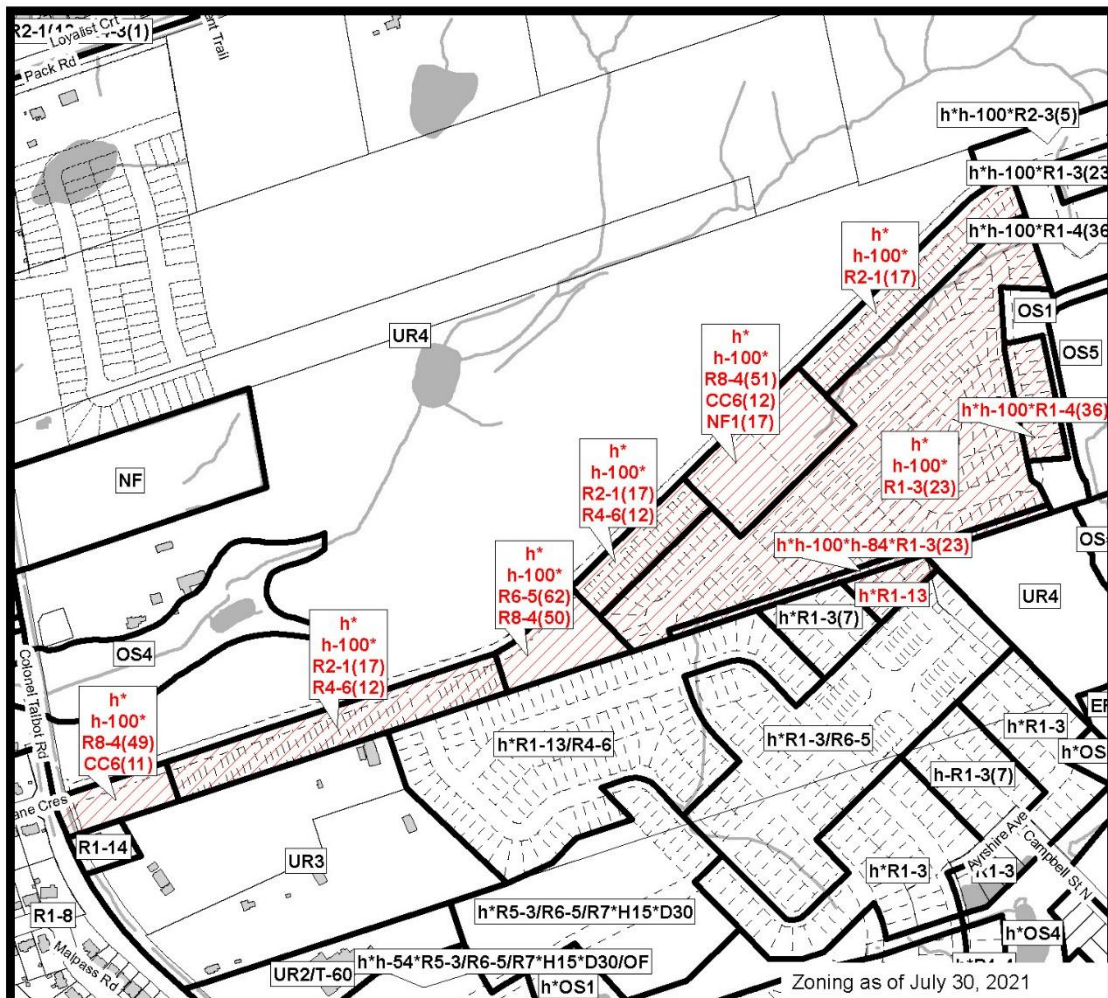 Loyalist Crt
Pack Rd
h*h-100*R2-3(5)
h*h-100*R1-3(23
h*h-100*R1-4(36
h*
h-100*
R2-1(17)
OS1
OS5
UR4
h*
h-100*
R8-4(51)
CC6(12)
NF1(17)
h*h-100*R1-4(36)
h*
h-100*
R1-3(23)
NF
h*
h-100*
R2-1(17)
R4-6(12)
h*h-100*h-84*R1-3(23)
h*R1-13
UR4
h*
h-100*
R6-5(62)
R8-4(50)
h*R1-3(7)
OS4
h*
h-100*
R2-1(17)
R4-6(12)
Colonel Talbot Rd
h*
h-100*
R8-4(49)
CC6(11)
h*R1-13/R4-6
h*R1-3/R6-5
h*R1-3
h*OS
h-R1-3(7)
R1-14
UR3
Ayrshire Ave
Campbell St N
h*R1-3
R1-3
R1-8
Malpass Rd
h*R5-3/R6-5/R7*H15*D30
h*OS4
h*h-54*R5-3/R6-5/R7*H15*D30/OF
UR2/T-60
h*OS1
Zoning as of July 30, 2021